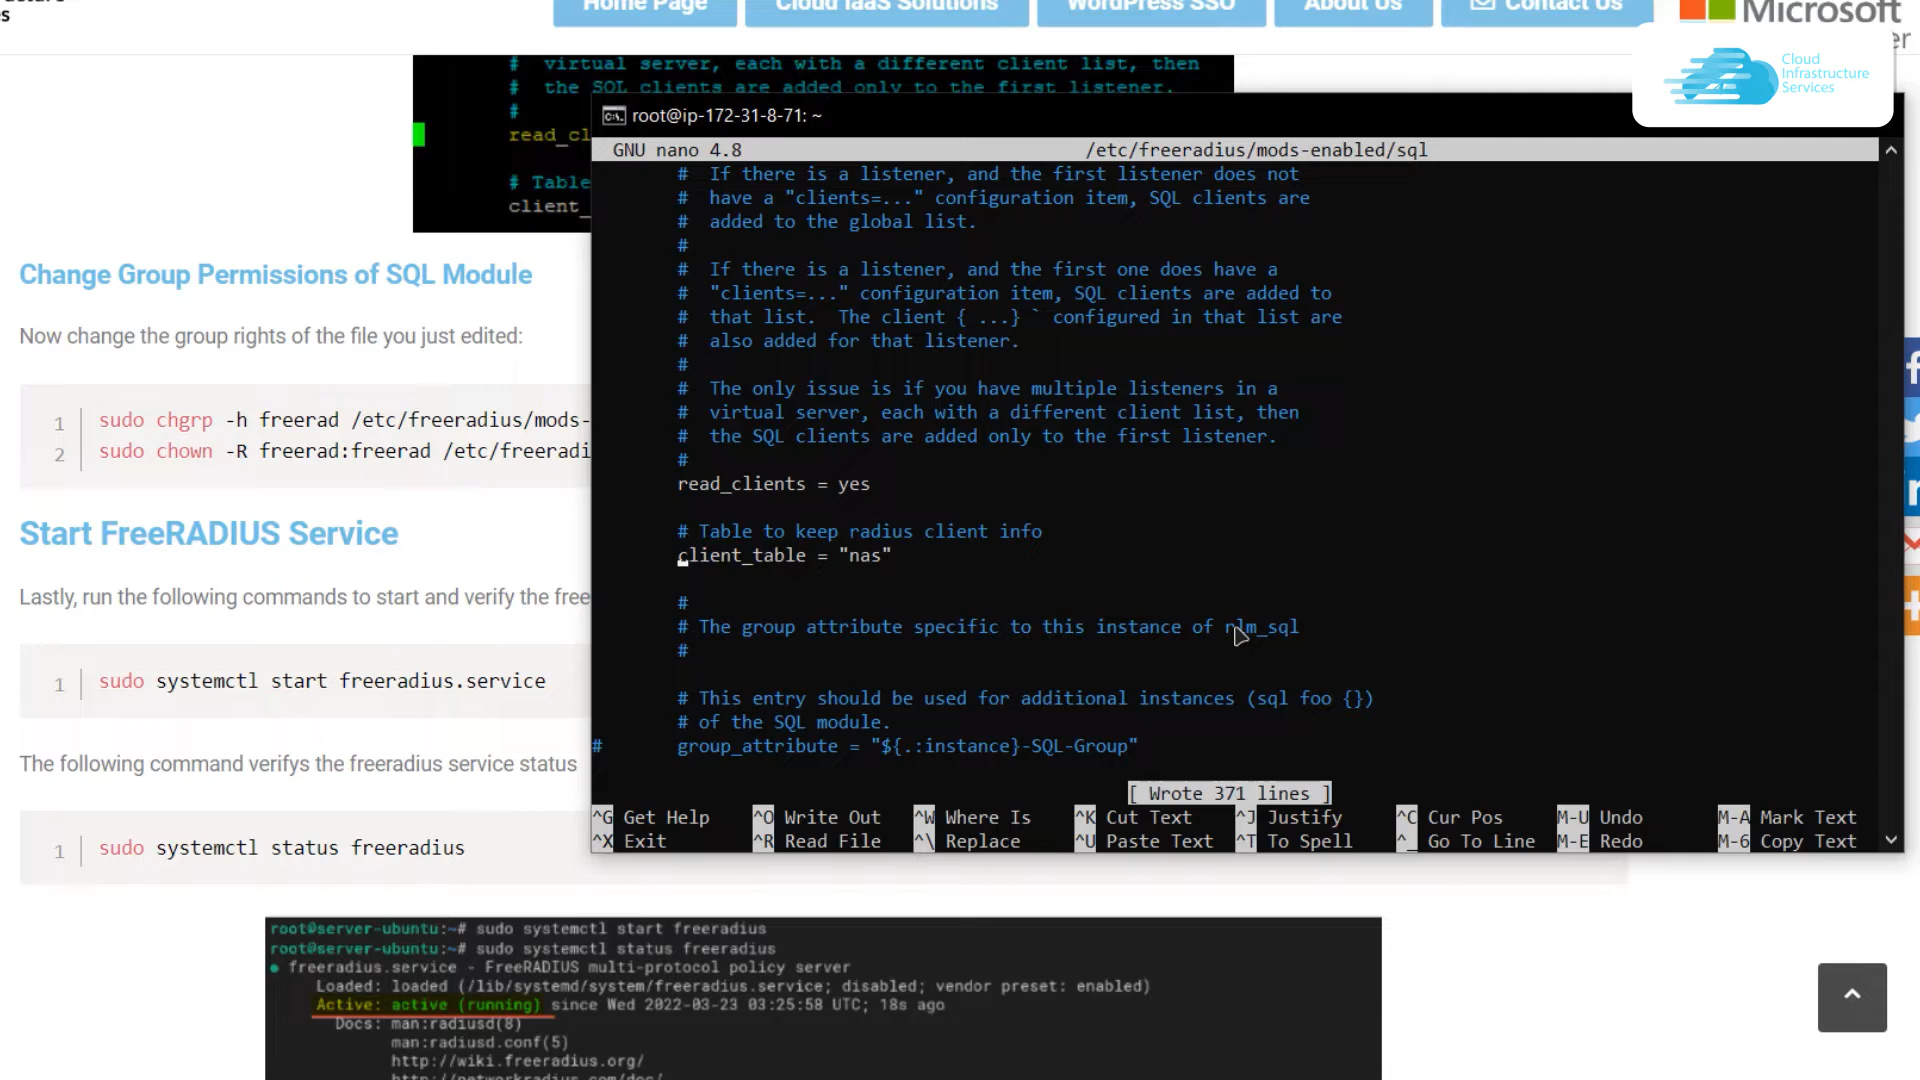 es
Home Page
Cloud IaaS Solutions
WordPress SSO
About Us
Contact Us
Microsoft
er
Cloud
Infrastructure
Services
# virtual server, each with a different client list, then
# the SQL clients are added only to the first listener.
#
read_cl
# Table
client_
Change Group Permissions of SQL Module
Now change the group rights of the file you just edited:
1 sudo chgrp -h freerad /etc/freeradius/mods-
2 sudo chown -R freerad:freerad /etc/freeradi
Start FreeRADIUS Service
Lastly, run the following commands to start and verify the free
1 sudo systemctl start freeradius.service
The following command verifys the freeradius service status
1 sudo systemctl status freeradius
root@ip-172-31-8-71: ~
GNU nano 4.8 /etc/freeradius/mods-enabled/sql
# If there is a listener, and the first listener does not
# have a "clients=..." configuration item, SQL clients are
# added to the global list.
#
# If there is a listener, and the first one does have a
# "clients=..." configuration item, SQL clients are added to
# that list. The client { ...} ` configured in that list are
# also added for that listener.
#
# The only issue is if you have multiple listeners in a
# virtual server, each with a different client list, then
# the SQL clients are added only to the first listener.
#
read_clients = yes
# Table to keep radius client info
client_table = "nas"
#
# The group attribute specific to this instance of rlm_sql
#
# This entry should be used for additional instances (sql foo {})
# of the SQL module.
# group_attribute = "${.:instance}-SQL-Group"
[ Wrote 371 lines ]
^G Get Help ^O Write Out ^W Where Is ^K Cut Text ^J Justify ^C Cur Pos M-U Undo M-A Mark Text
^X Exit ^R Read File ^\ Replace ^U Paste Text ^T To Spell ^_ Go To Line M-E Redo M-6 Copy Text
root@server-ubuntu:~# sudo systemctl start freeradius
root@server-ubuntu:~# sudo systemctl status freeradius
● freeradius.service - FreeRADIUS multi-protocol policy server
Loaded: loaded (/lib/systemd/system/freeradius.service; disabled; vendor preset: enabled)
Active: active (running) since Wed 2022-03-23 03:25:58 UTC; 18s ago
Docs: man:radiusd(8)
man:radiusd.conf(5)
http://wiki.freeradius.org/
http://networkradius.com/doc/